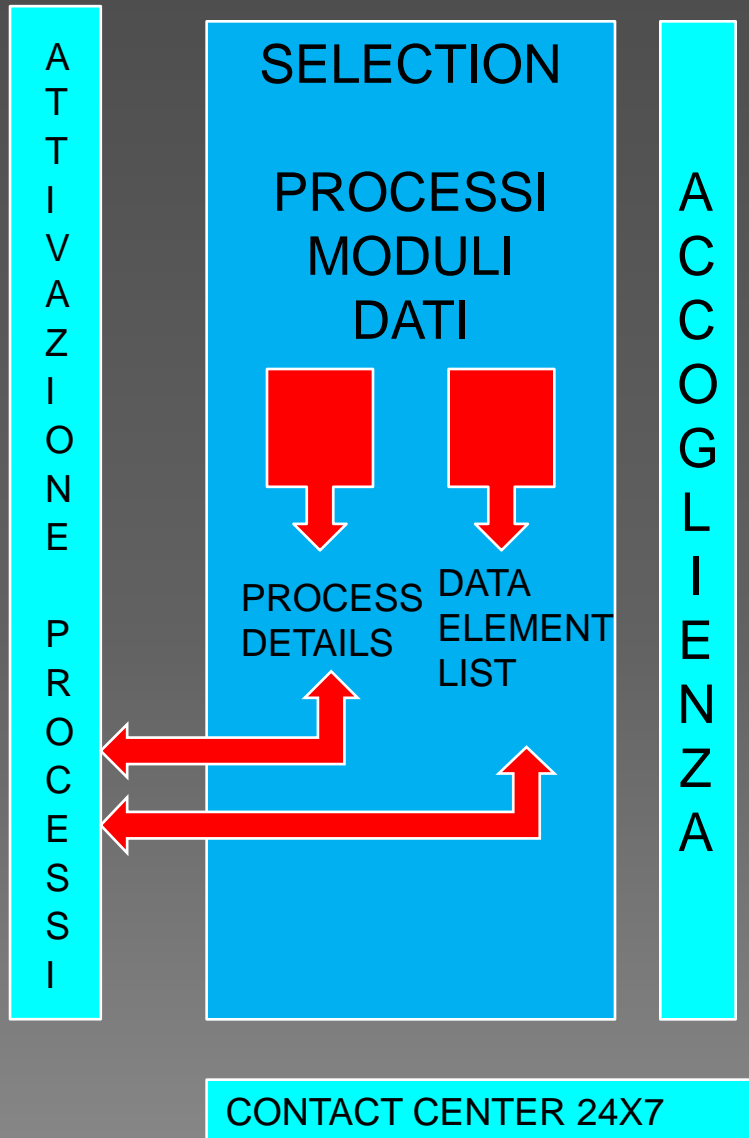 ATTIVAZIONE PROCESSI
SELECTION
PROCESSI
MODULI
DATI
PROCESS
DETAILS
DATA
ELEMENT
LIST
ACCOGLIENZA
CONTACT CENTER 24X7